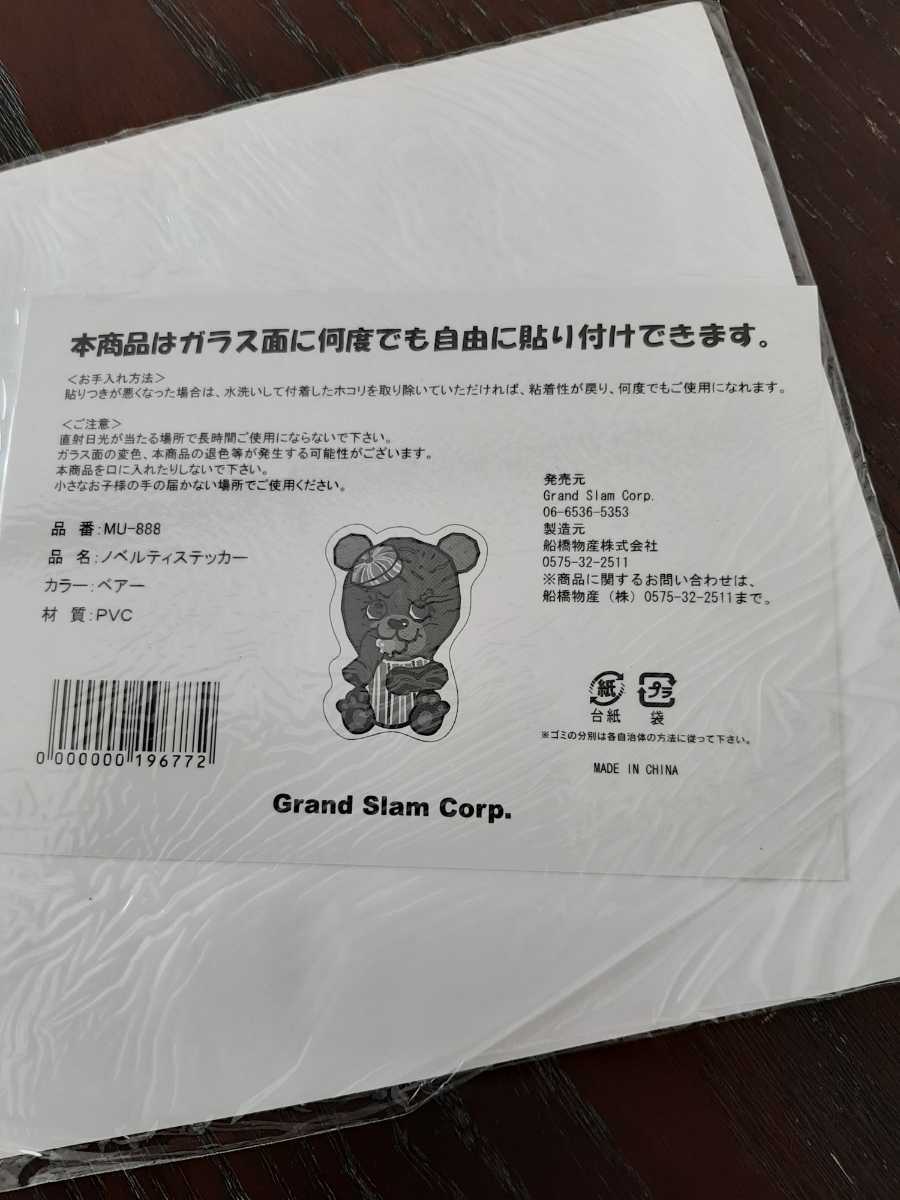 本商品はガラス面に何度でも自由に貼り付けできます。
＜お手入れ方法＞
貼りつきが悪くなった場合は、水洗いして付着したホコリを取り除いていただければ、粘着性が戻り、何度でもご使用になれます。
＜ご注意＞
直射日光が当たる場所で長時間ご使用にならないで下さい。
ガラス面の変色、本商品の退色等が発生する可能性がございます。
本商品を口に入れたりしないで下さい。
小さなお子様の手の届かない場所でご使用ください。
品 番：MU-888
品 名：ノベルティステッカー
カラー：ベアー
材 質：PVC
0 000000 196772
発売元
Grand Slam Corp.
06-6536-5353
製造元
船橋物産株式会社
0575-32-2511
※商品に関するお問い合わせは、
船橋物産（株）0575-32-2511まで。
紙 プラ
台紙 袋
※ゴミの分別は各自治体の方法に従って下さい。
MADE IN CHINA
Grand Slam Corp.